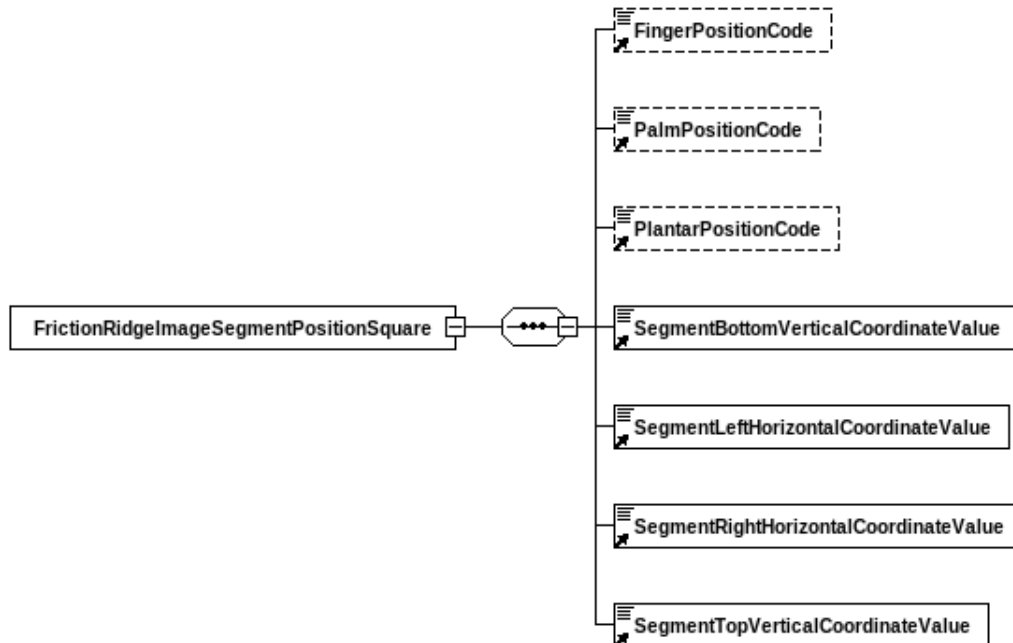 FingerPositionCode
PalmPositionCode
PlantarPositionCode
FrictionRidgeImageSegmentPositionSquare
SegmentBottomVerticalCoordinateValue
SegmentLeftHorizontalCoordinateValue
SegmentRightHorizontalCoordinateValue
SegmentTopVerticalCoordinateValue